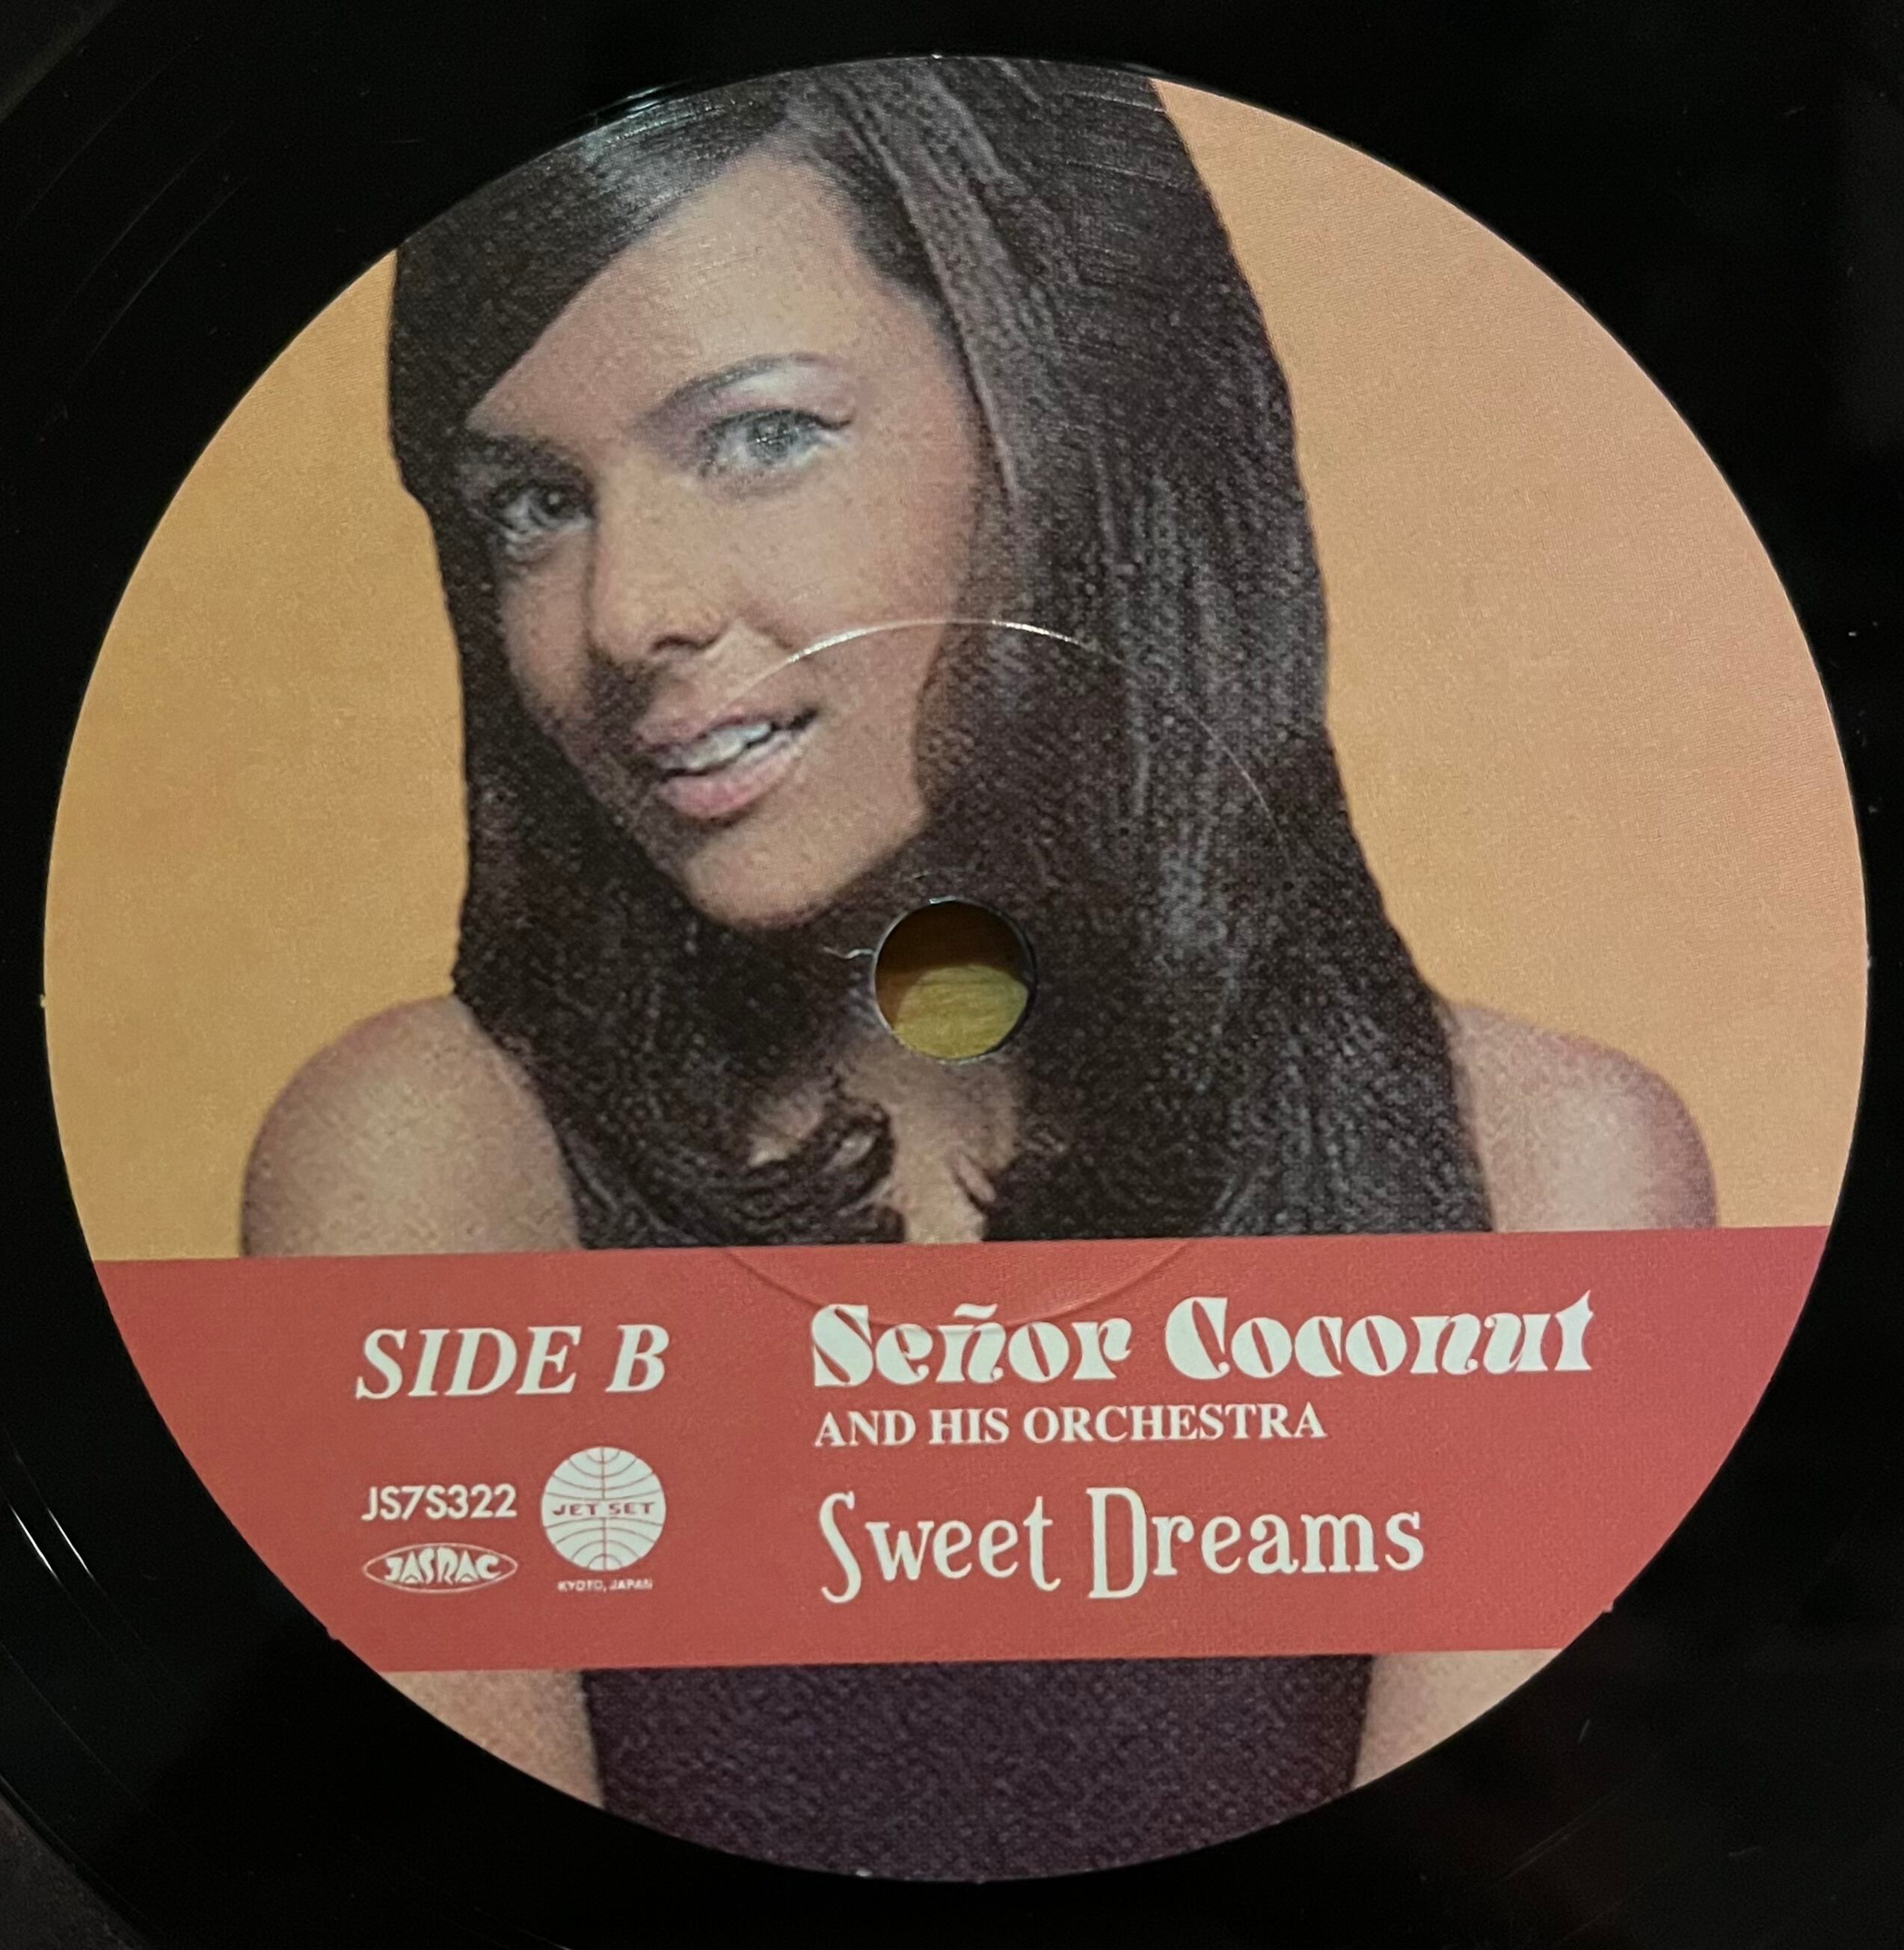 SIDE B
Señor Coconut
AND HIS ORCHESTRA
JS7S322
JET SET
KYOTO, JAPAN
JASRAC
Sweet Dreams